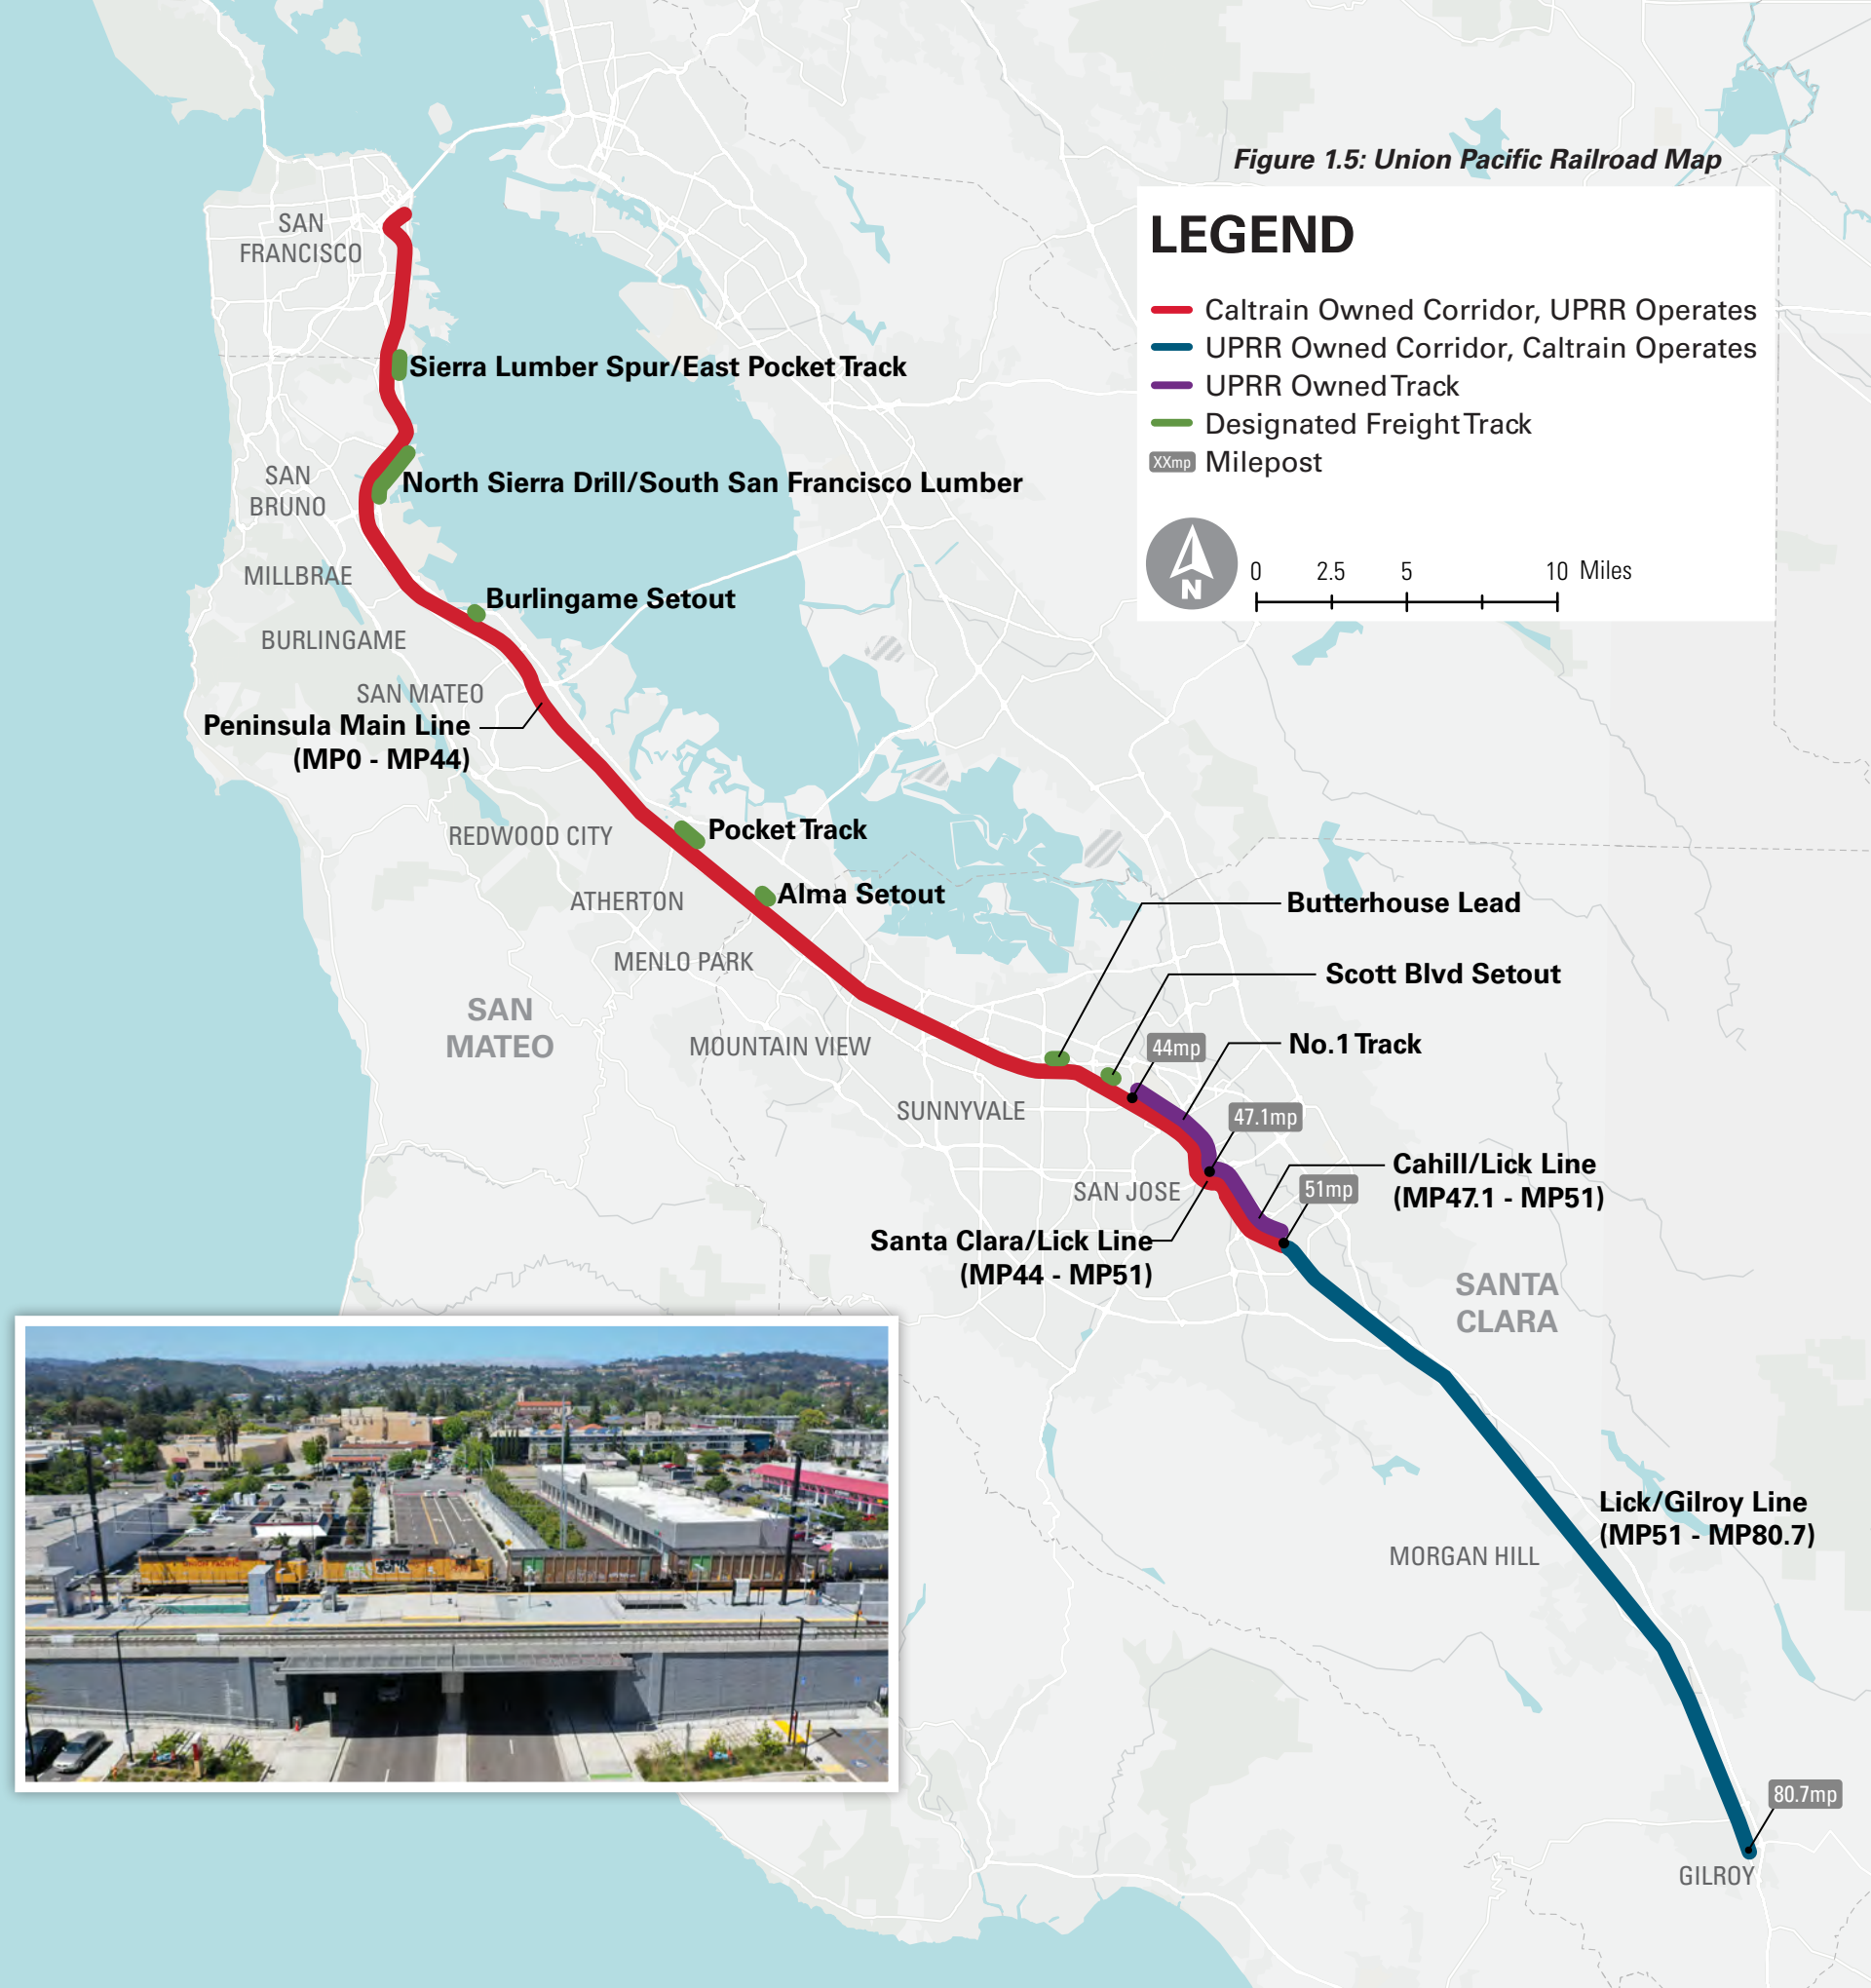 Figure 1.5: Union Pacific Railroad Map
LEGEND
Caltrain Owned Corridor, UPRR Operates
UPRR Owned Corridor, Caltrain Operates
UPRR Owned Track
Designated Freight Track
XXmp Milepost
N
0 2.5 5 10 Miles
SAN
FRANCISCO
Sierra Lumber Spur/East Pocket Track
SAN
BRUNO
North Sierra Drill/South San Francisco Lumber
MILLBRAE
Burlingame Setout
BURLINGAME
SAN MATEO
Peninsula Main Line
(MP0 - MP44)
REDWOOD CITY
Pocket Track
ATHERTON
Alma Setout
MENLO PARK
Butterhouse Lead
Scott Blvd Setout
SAN
MATEO
MOUNTAIN VIEW
44mp
No.1 Track
SUNNYVALE
47.1mp
SAN JOSE
Cahill/Lick Line
(MP47.1 - MP51)
51mp
Santa Clara/Lick Line
(MP44 - MP51)
SANTA
CLARA
Lick/Gilroy Line
(MP51 - MP80.7)
MORGAN HILL
80.7mp
GILROY
UNION PACIFIC